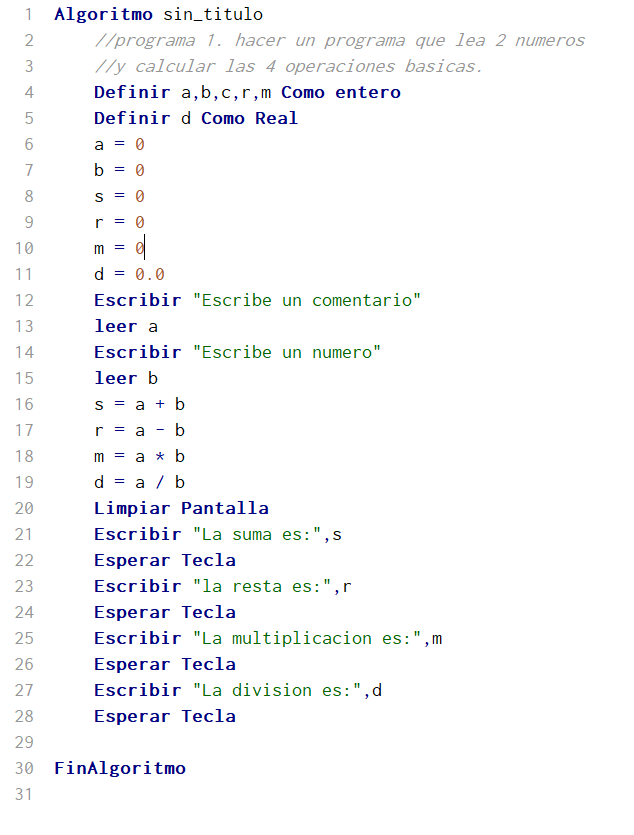 1 Algoritmo sin_titulo
2 //programa 1. hacer un programa que lea 2 numeros
3 //y calcular las 4 operaciones basicas.
4 Definir a,b,c,r,m Como entero
5 Definir d Como Real
6 a = 0
7 b = 0
8 s = 0
9 r = 0
10 m = 0
11 d = 0.0
12 Escribir "Escribe un comentario"
13 leer a
14 Escribir "Escribe un numero"
15 leer b
16 s = a + b
17 r = a - b
18 m = a * b
19 d = a / b
20 Limpiar Pantalla
21 Escribir "La suma es:",s
22 Esperar Tecla
23 Escribir "la resta es:",r
24 Esperar Tecla
25 Escribir "La multiplicacion es:",m
26 Esperar Tecla
27 Escribir "La division es:",d
28 Esperar Tecla
29
30 FinAlgoritmo
31